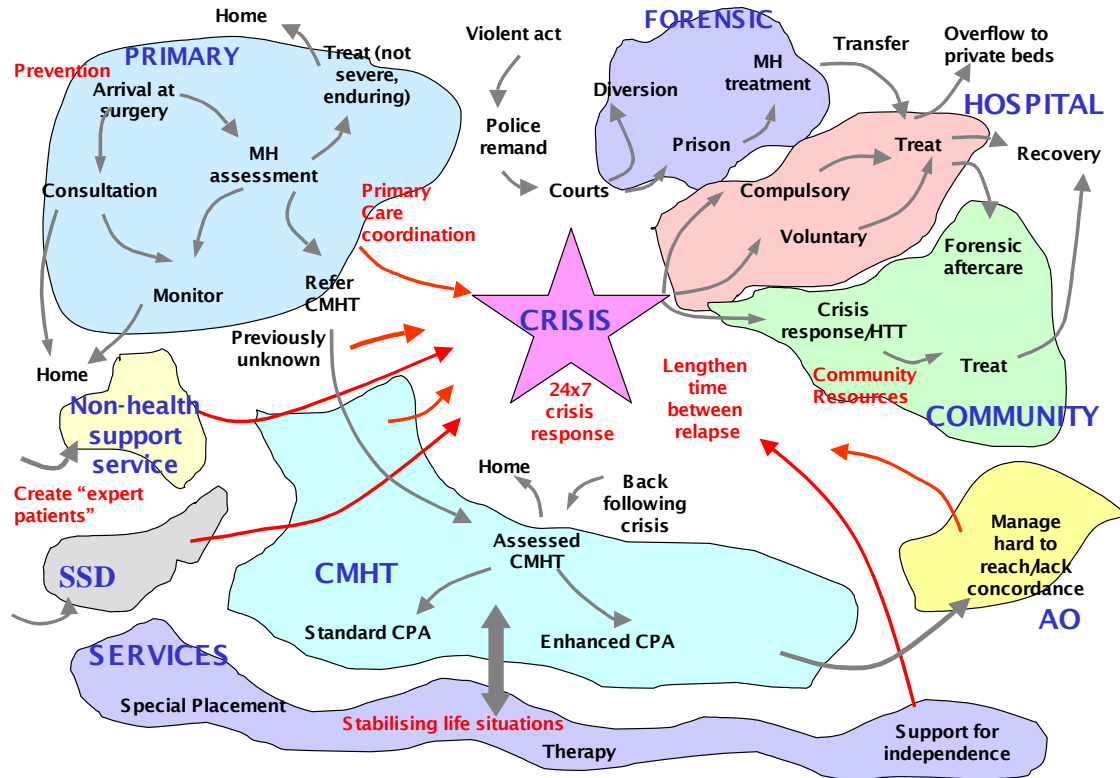 Home
PRIMARY
Prevention
Arrival at
surgery
Treat (not
severe,
enduring)
MH
assessment
Consultation
Monitor
Refer
CMHT
Home
Primary
Care
coordination
Previously
unknown
Violent act
Police
remand
Courts
FORENSIC
Diversion
MH
treatment
Prison
Transfer
Overflow to
private beds
HOSPITAL
Treat
Recovery
Compulsory
Voluntary
Forensic
aftercare
Crisis
response/HTT
Treat
Community
Resources
COMMUNITY
CRISIS
24x7
crisis
response
Lengthen
time
between
relapse
Non-health
support
service
Create “expert
patients”
SSD
CMHT
Home
Back
following
crisis
Assessed
CMHT
Standard CPA
Enhanced CPA
Manage
hard to
reach/lack
concordance
AO
SERVICES
Special Placement
Stabilising life situations
Therapy
Support for
independence